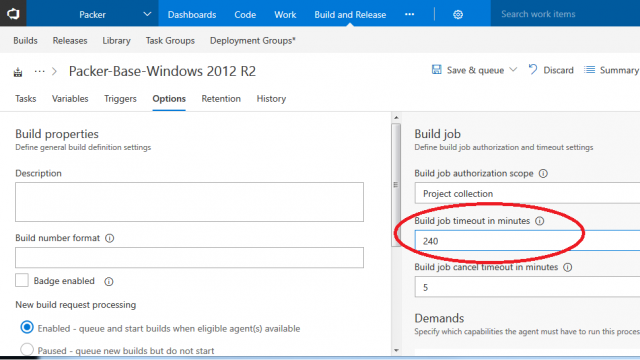 Packer
Dashboards Code Work Build and Release ···
Search work items
Builds Releases Library Task Groups Deployment Groups*
··· > Packer-Base-Windows 2012 R2
Save & queue Discard Summary
Tasks Variables Triggers Options Retention History
Build properties
Define general build definition settings
Description
Build number format
Badge enabled
New build request processing
Enabled - queue and start builds when eligible agent(s) available
Paused - queue new builds but do not start
Build job
Define build job authorization and timeout settings
Build job authorization scope
Project collection
Build job timeout in minutes
240
Build job cancel timeout in minutes
5
Demands
Specify which capabilities the agent must have to run this process